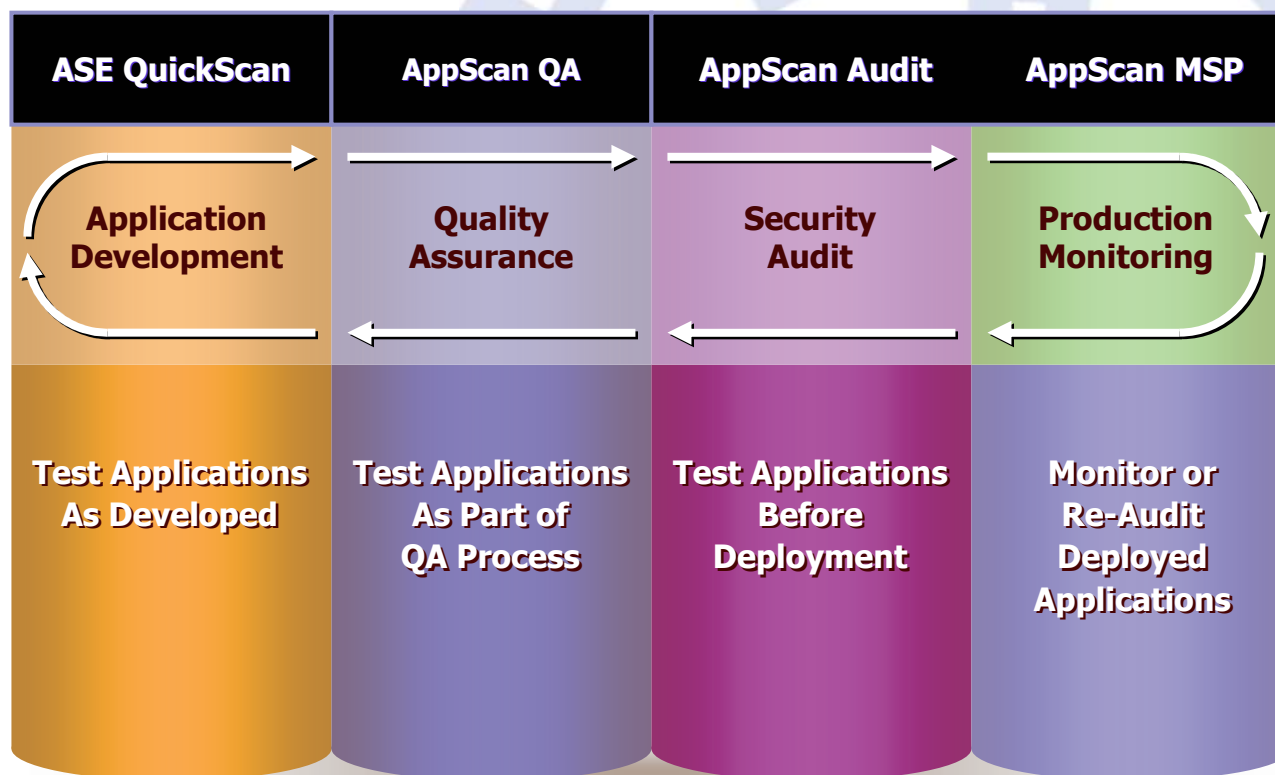 ASE QuickScan
AppScan QA
AppScan Audit
AppScan MSP
Application
Development
Quality
Assurance
Security
Audit
Production
Monitoring
Test Applications
As Developed
Test Applications
As Part of
QA Process
Test Applications
Before
Deployment
Monitor or
Re-Audit
Deployed
Applications